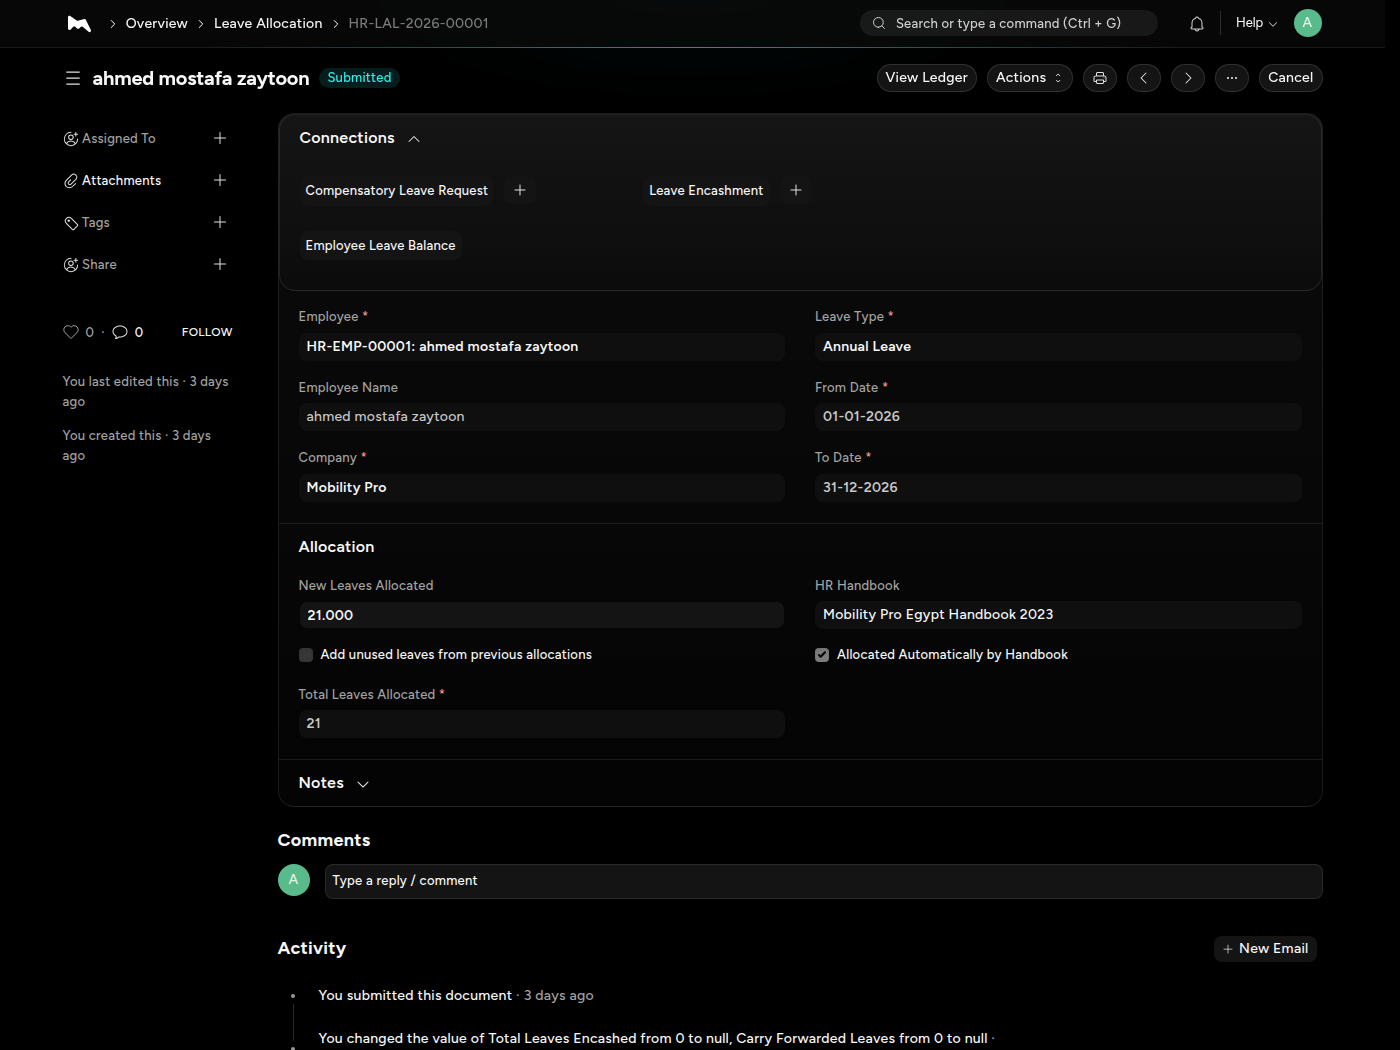 Overview
Leave Allocation
HR-LAL-2026-00001
Search or type a command (Ctrl + G)
Help
A
ahmed mostafa zaytoon
Submitted
View Ledger
Actions
Cancel
Assigned To
Attachments
Tags
Share
0 · 0
FOLLOW
You last edited this · 3 days
ago
You created this · 3 days
ago
Connections
Compensatory Leave Request
Leave Encashment
Employee Leave Balance
Employee *
HR-EMP-00001: ahmed mostafa zaytoon
Leave Type *
Annual Leave
Employee Name
ahmed mostafa zaytoon
From Date *
01-01-2026
Company *
Mobility Pro
To Date *
31-12-2026
Allocation
New Leaves Allocated
21.000
HR Handbook
Mobility Pro Egypt Handbook 2023
Add unused leaves from previous allocations
Allocated Automatically by Handbook
Total Leaves Allocated *
21
Notes
Comments
A
Type a reply / comment
Activity
New Email
You submitted this document · 3 days ago
You changed the value of Total Leaves Encashed from 0 to null, Carry Forwarded Leaves from 0 to null ·